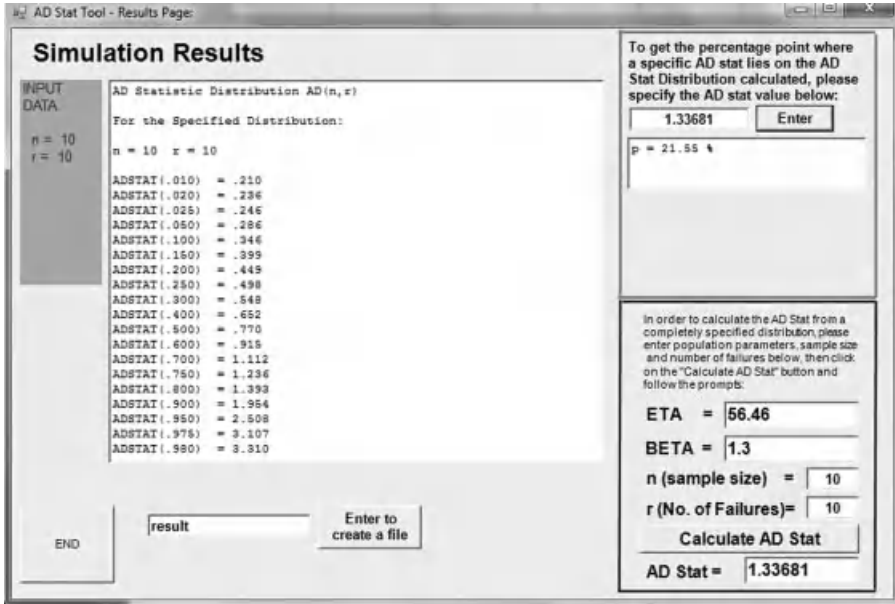 AD Stat Tool - Results Page:
Simulation Results
INPUT
DATA
n = 10
r = 10
AD Statistic Distribution AD(n,r)
For the Specified Distribution:
n = 10 r = 10
ADSTAT(.010) = .210
ADSTAT(.020) = .236
ADSTAT(.025) = .246
ADSTAT(.050) = .286
ADSTAT(.100) = .346
ADSTAT(.150) = .399
ADSTAT(.200) = .449
ADSTAT(.250) = .498
ADSTAT(.300) = .548
ADSTAT(.400) = .652
ADSTAT(.500) = .770
ADSTAT(.600) = .915
ADSTAT(.700) = 1.112
ADSTAT(.750) = 1.236
ADSTAT(.800) = 1.393
ADSTAT(.900) = 1.954
ADSTAT(.950) = 2.508
ADSTAT(.975) = 3.107
ADSTAT(.980) = 3.310
END
result
Enter to
create a file
To get the percentage point where
a specific AD stat lies on the AD
Stat Distribution calculated, please
specify the AD stat value below:
1.33681 Enter
p = 21.55 %
In order to calculate the AD Stat from a
completely specified distribution, please
enter population parameters, sample size
and number of failures below, then click
on the "Calculate AD Stat" button and
follow the prompts:
ETA = 56.46
BETA = 1.3
n (sample size) = 10
r (No. of Failures)= 10
Calculate AD Stat
AD Stat = 1.33681